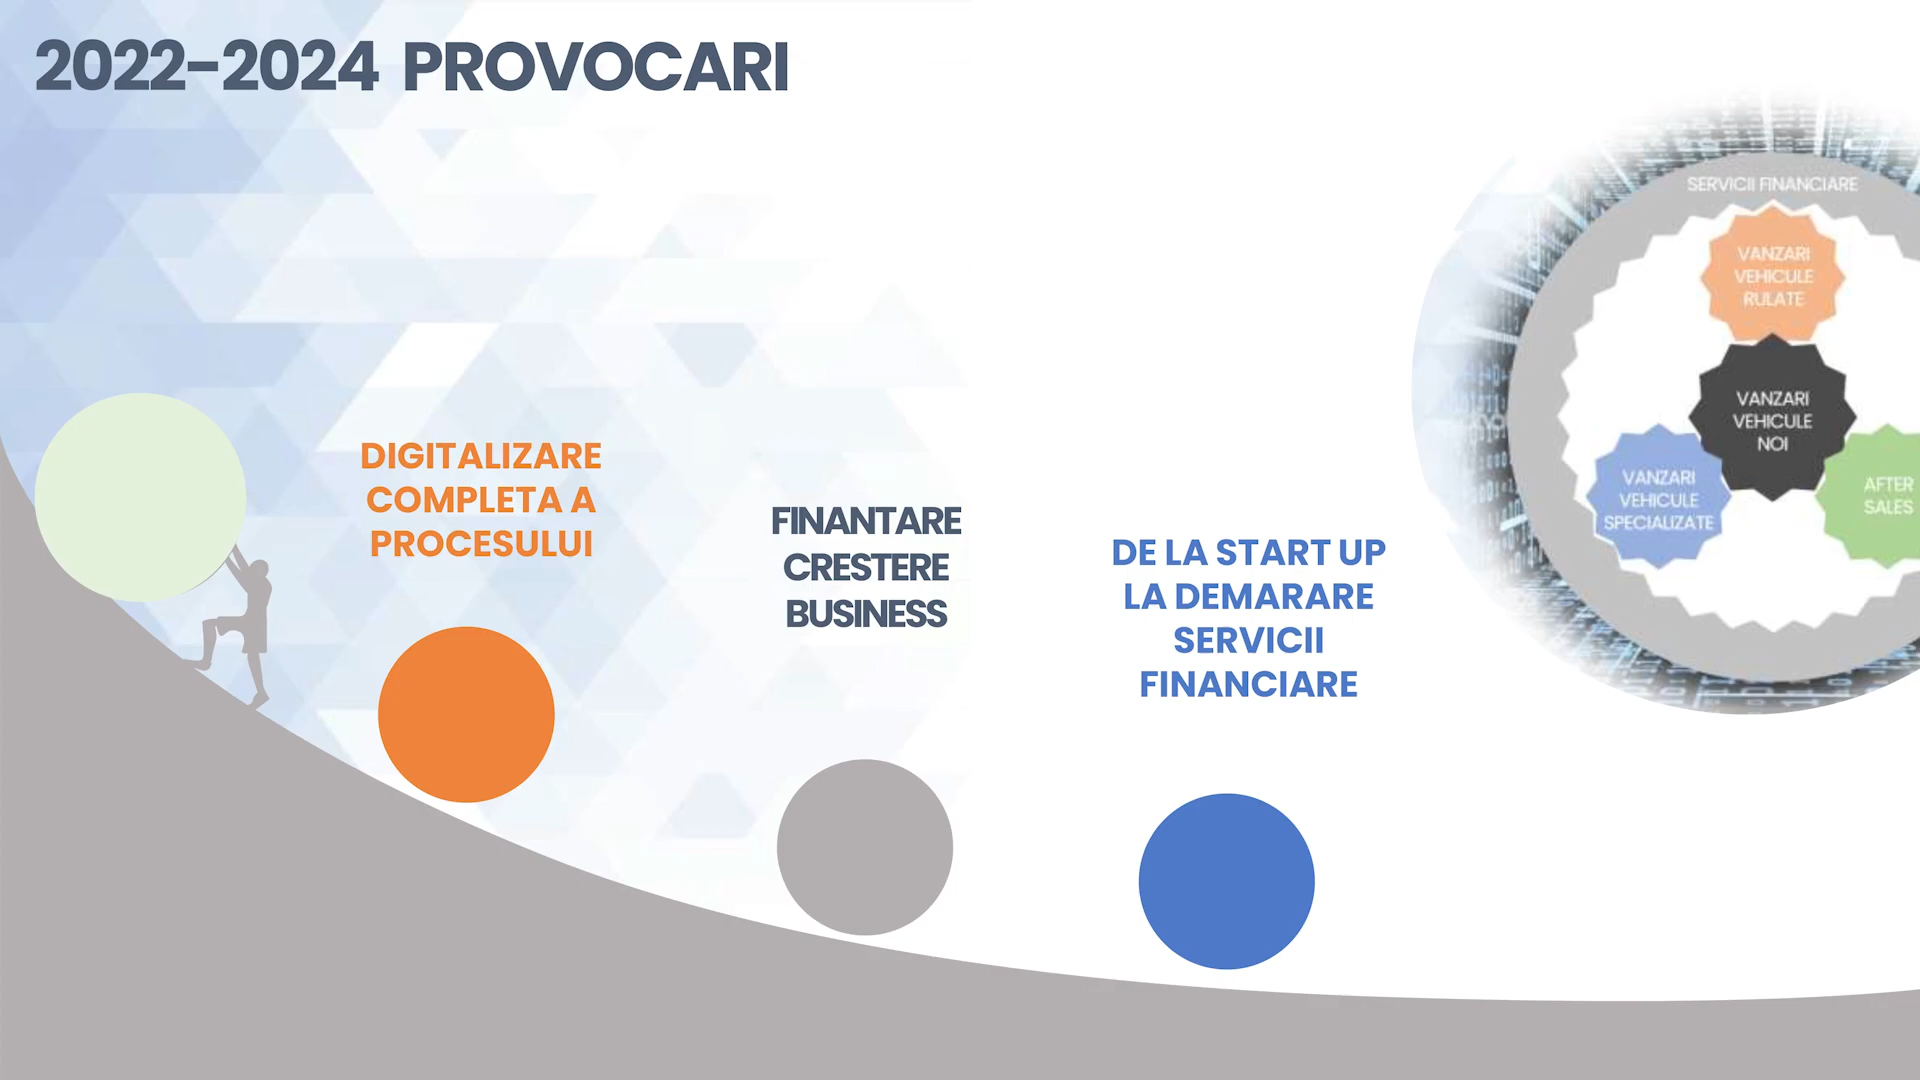 2022-2024 PROVOCARI
DIGITALIZARE
COMPLETA A
PROCESULUI
FINANTARE
CRESTERE
BUSINESS
DE LA START UP
LA DEMARARE
SERVICII
FINANCIARE
SERVICII FINANCIARE
VANZARI
VEHICULE
RULATE
VANZARI
VEHICULE
NOI
VANZARI
VEHICULE
SPECIALIZATE
AFTER
SALES